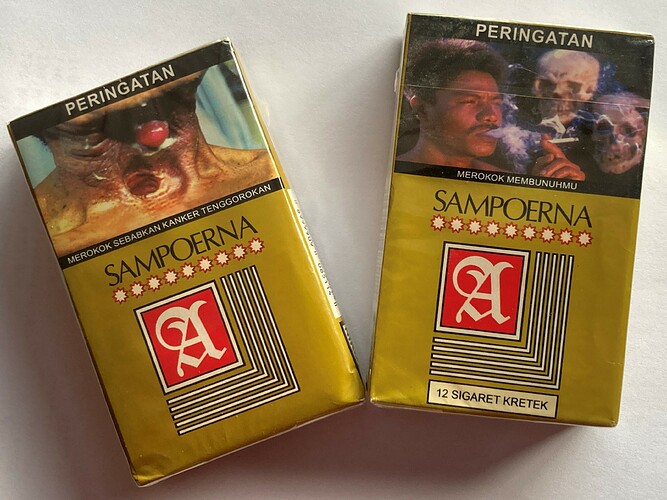 PERINGATAN
MEROKOK SEBABKAN KANKER TENGGOROKAN
SAMPOERNA
A
PERINGATAN
MEROKOK MEMBUNUHMU
SAMPOERNA
A
12 SIGARET KRETEK